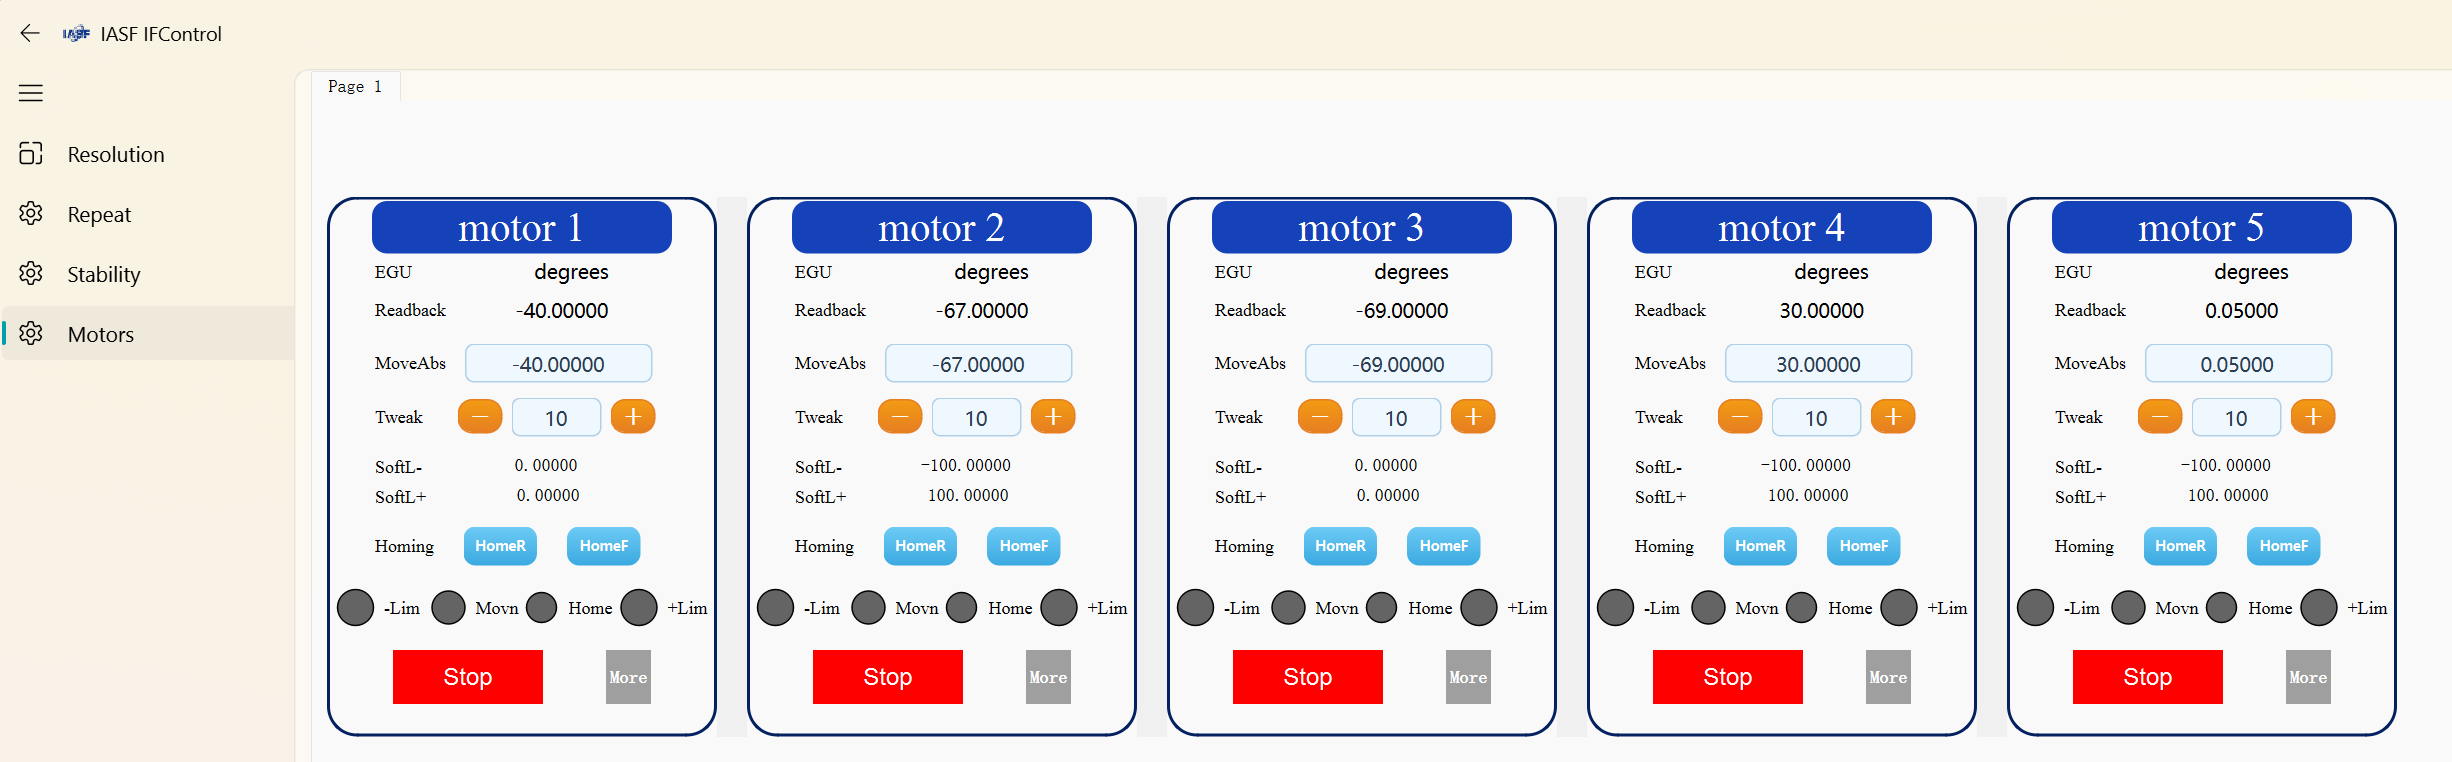 IASF IFControl
Page 1
Resolution
Repeat
Stability
Motors
motor 1
EGU degrees
Readback -40.00000
MoveAbs -40.00000
Tweak − 10 +
SoftL- 0.00000
SoftL+ 0.00000
Homing HomeR HomeF
-Lim Movn Home +Lim
Stop More
motor 2
EGU degrees
Readback -67.00000
MoveAbs -67.00000
Tweak − 10 +
SoftL- -100.00000
SoftL+ 100.00000
Homing HomeR HomeF
-Lim Movn Home +Lim
Stop More
motor 3
EGU degrees
Readback -69.00000
MoveAbs -69.00000
Tweak − 10 +
SoftL- 0.00000
SoftL+ 0.00000
Homing HomeR HomeF
-Lim Movn Home +Lim
Stop More
motor 4
EGU degrees
Readback 30.00000
MoveAbs 30.00000
Tweak − 10 +
SoftL- -100.00000
SoftL+ 100.00000
Homing HomeR HomeF
-Lim Movn Home +Lim
Stop More
motor 5
EGU degrees
Readback 0.05000
MoveAbs 0.05000
Tweak − 10 +
SoftL- -100.00000
SoftL+ 100.00000
Homing HomeR HomeF
-Lim Movn Home +Lim
Stop More